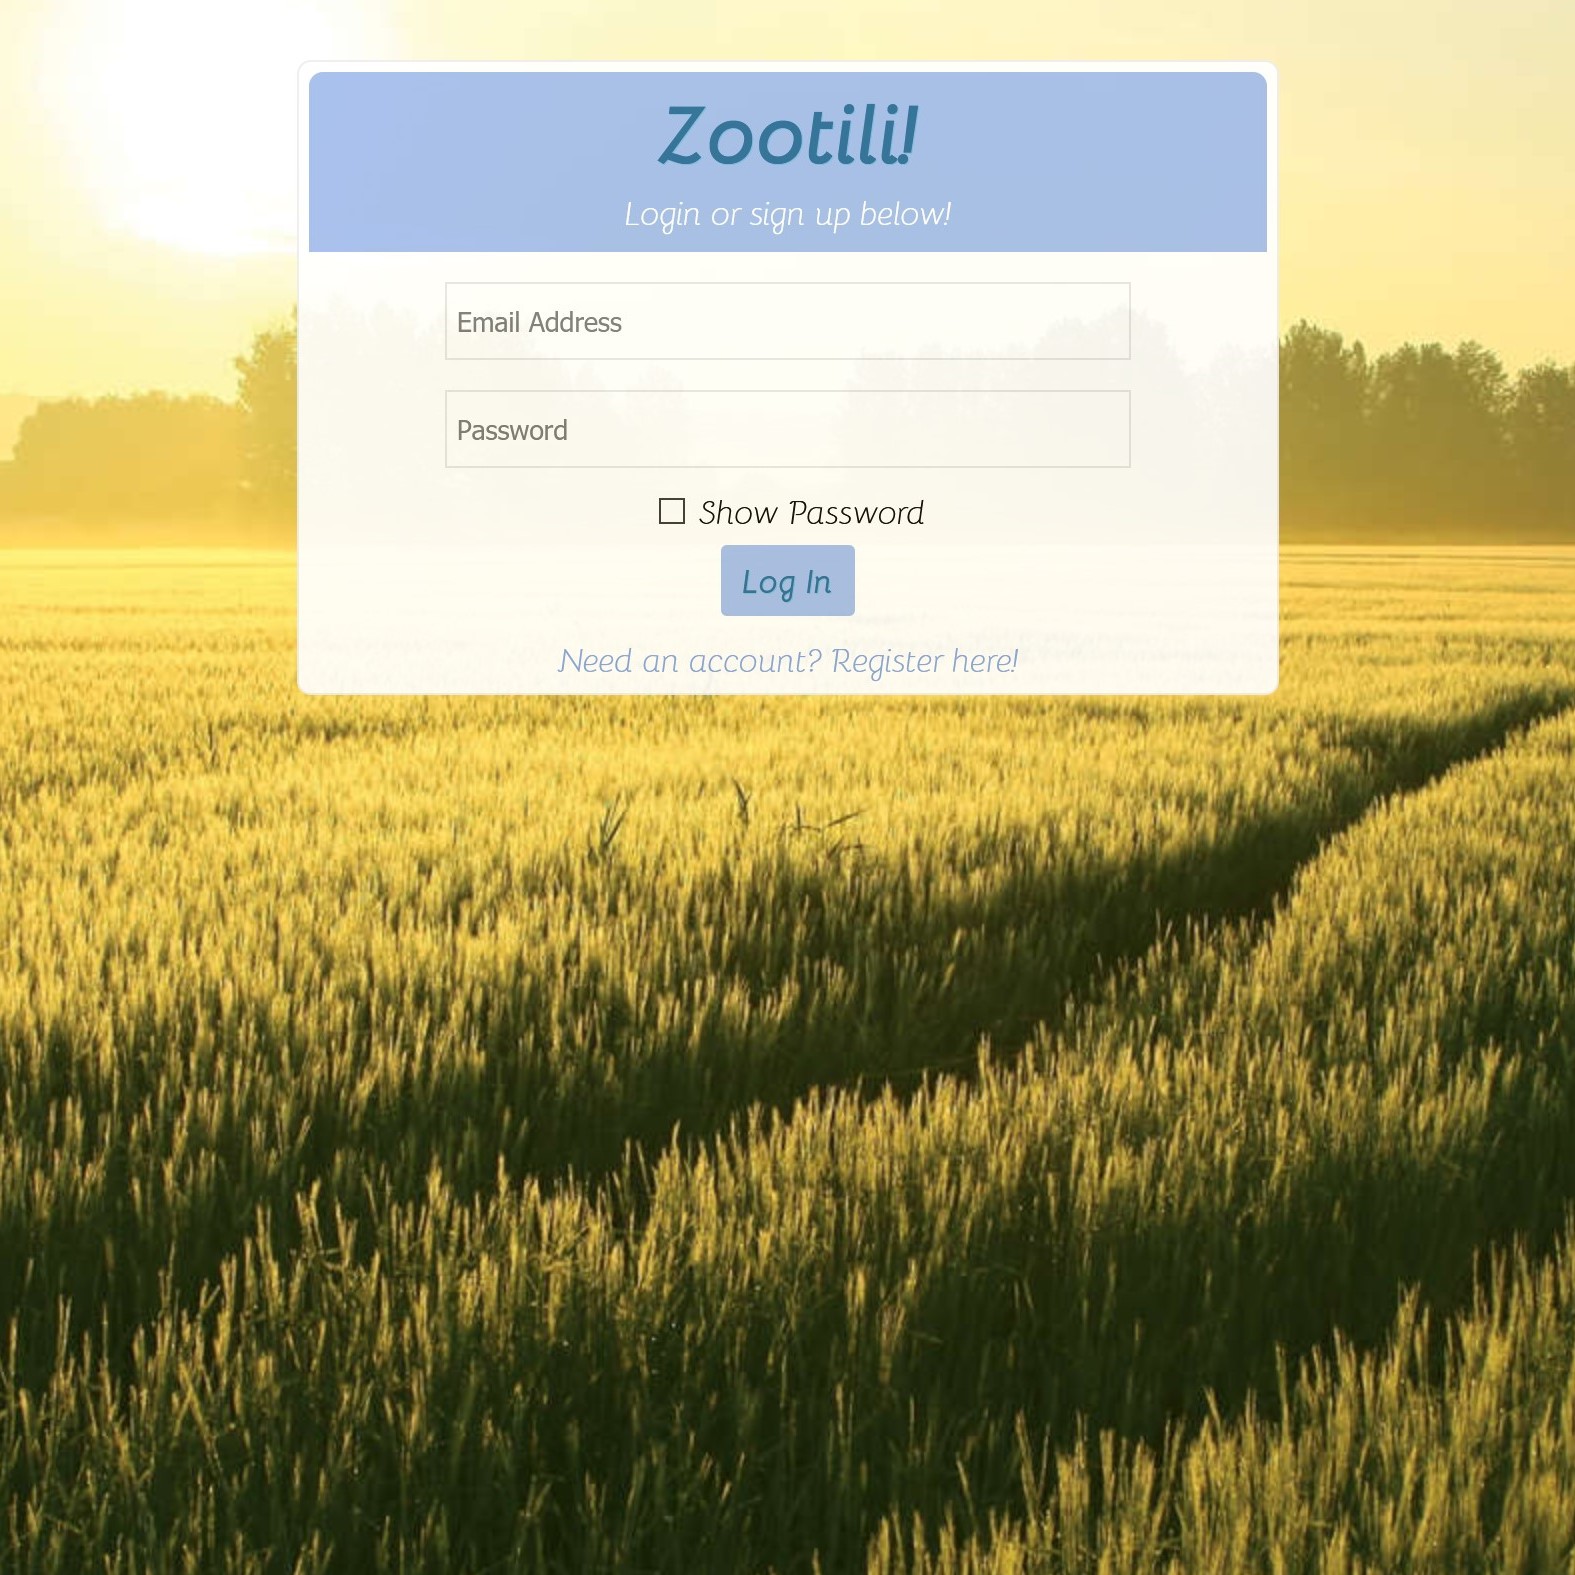 Zootili!
Login or sign up below!
Email Address
Password
Show Password
Log In
Need an account? Register here!